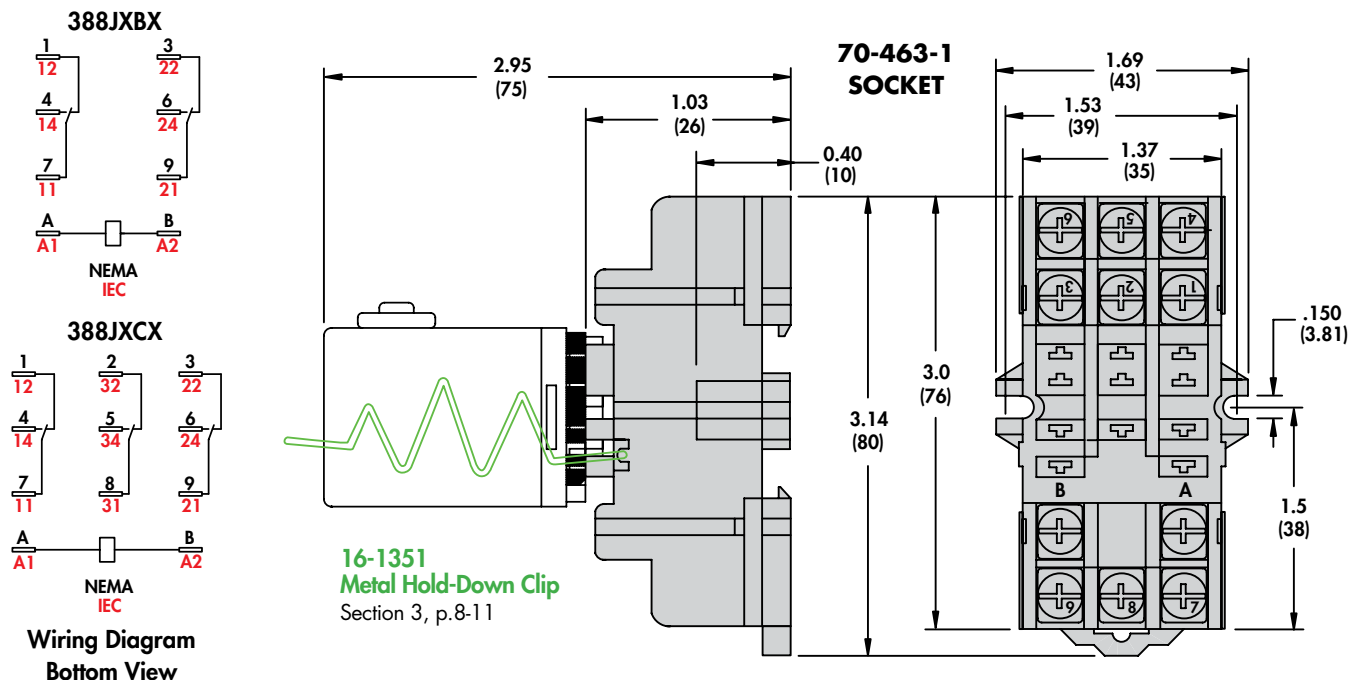 388JXBX
1 3
12 22
4 6
14 24
7 9
11 21
A B
A1 A2
NEMA
IEC
388JXCX
1 2 3
12 32 22
4 5 6
14 34 24
7 8 9
11 31 21
A B
A1 A2
NEMA
IEC
Wiring Diagram
Bottom View
2.95
(75)
1.03
(26)
0.40
(10)
70-463-1
SOCKET
3.14
(80)
3.0
(76)
16-1351
Metal Hold-Down Clip
Section 3, p.8-11
1.69
(43)
1.53
(39)
1.37
(35)
6 5 4
3 2 1
.150
(3.81)
B A
1.5
(38)
9 8 7